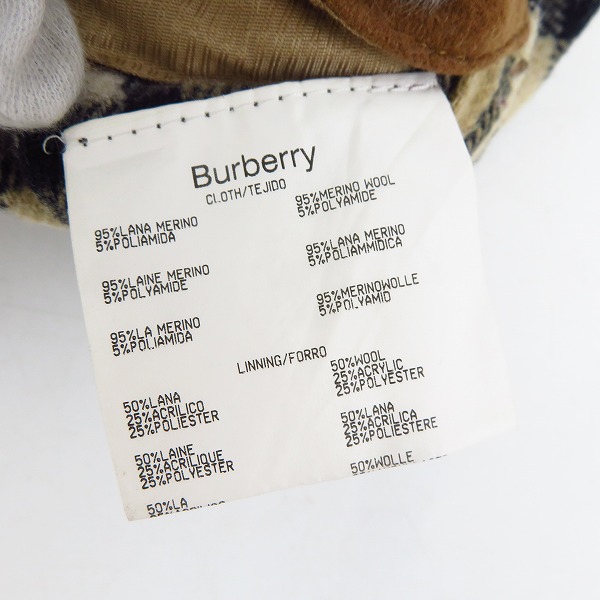 Burberry
CLOTH/TEJIDO
95%LANA MERINO
5%POLIAMIDA
95%MERINO WOOL
5%POLYAMIDE
95%LAINE MERINO
5%POLYAMIDE
95%LANA MERINO
5%POLIAMMIDICA
95%LA MERINO
5%POLIAMIDA
95%MERINOWOLLE
5%POLYAMID
LINNING/FORRO
50%LANA
25%ACRILICO
25%POLIESTER
50%WOOL
25%ACRYLIC
25%POLYESTER
50%LAINE
25%ACRILIQUE
25%POLYESTER
50%LANA
25%ACRILICA
25%POLIESTERE
50%LA
50%WOLLE